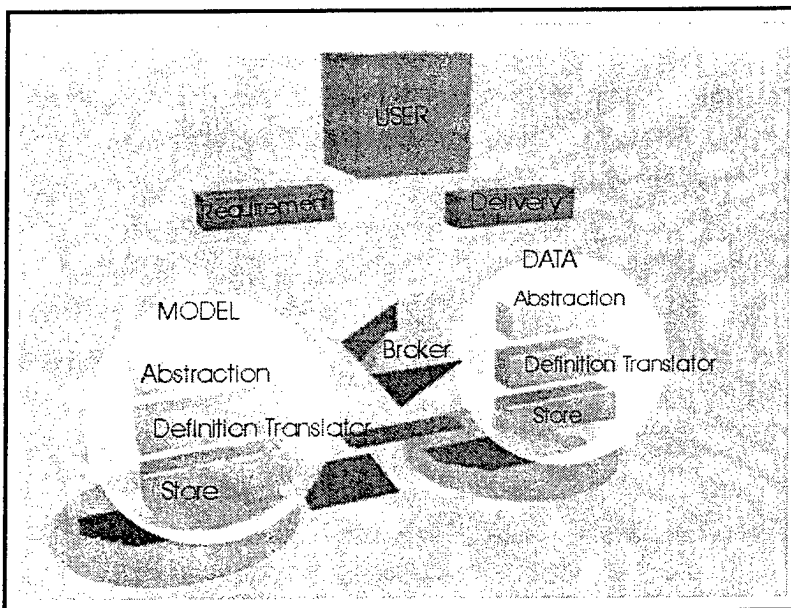 USER
Requirement
Delivery
MODEL
Abstraction
Definition Translator
Store
Broker
DATA
Abstraction
Definition Translator
Store